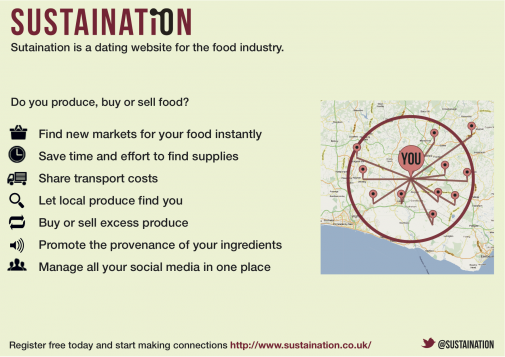 SUSTAINATION
Sutaination is a dating website for the food industry.
Do you produce, buy or sell food?
Find new markets for your food instantly
Save time and effort to find supplies
Share transport costs
Let local produce find you
Buy or sell excess produce
Promote the provenance of your ingredients
Manage all your social media in one place
YOU
Register free today and start making connections http://www.sustaination.co.uk/
@SUSTAINATION